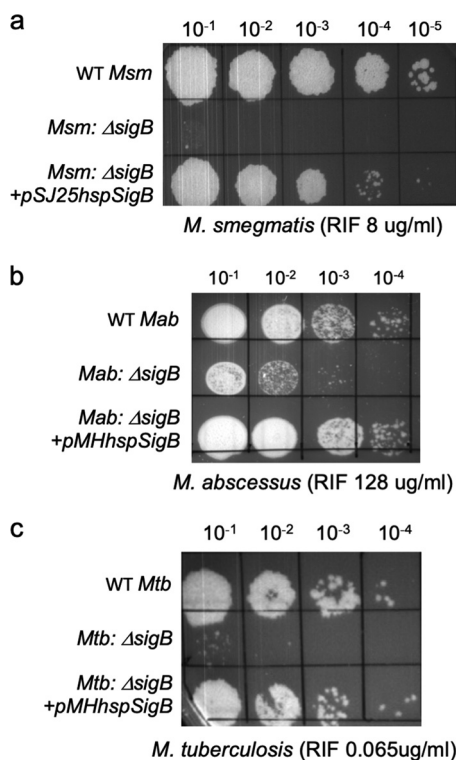 a
10⁻¹ 10⁻² 10⁻³ 10⁻⁴ 10⁻⁵
WT Msm
Msm: ΔsigB
Msm: ΔsigB
+pSJ25hspSigB
M. smegmatis (RIF 8 ug/ml)
b
10⁻¹ 10⁻² 10⁻³ 10⁻⁴
WT Mab
Mab: ΔsigB
Mab: ΔsigB
+pMHhspSigB
M. abscessus (RIF 128 ug/ml)
c
10⁻¹ 10⁻² 10⁻³ 10⁻⁴
WT Mtb
Mtb: ΔsigB
Mtb: ΔsigB
+pMHhspSigB
M. tuberculosis (RIF 0.065ug/ml)